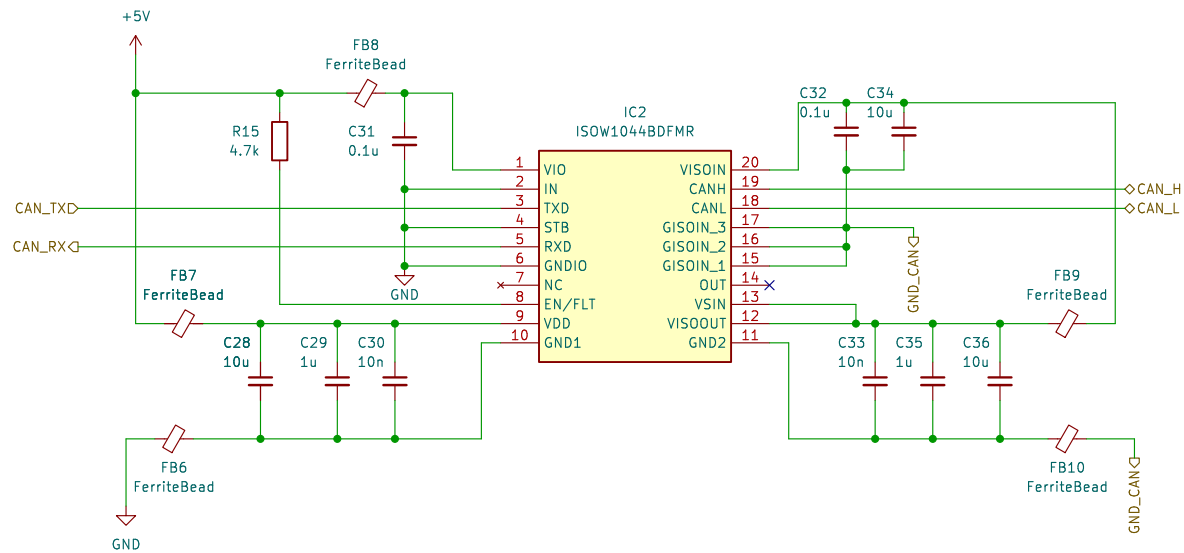 +5V
FB8
FerriteBead
C32
0.1u
C34
10u
IC2
ISOW1044BDFMR
R15
4.7k
C31
0.1u
1 VIO
2 IN
3 TXD
4 STB
5 RXD
6 GNDIO
7 NC
8 EN/FLT
9 VDD
10 GND1
VISOIN 20
CANH 19
CANL 18
GISOIN_3 17
GISOIN_2 16
GISOIN_1 15
OUT 14
VSIN 13
VISOOUT 12
GND2 11
CAN_TX
CAN_RX
CAN_H
CAN_L
GND
GND_CAN
FB7
FerriteBead
FB9
FerriteBead
C28
10u
C29
1u
C30
10n
C33
10n
C35
1u
C36
10u
FB6
FerriteBead
FB10
FerriteBead
GND_CAN
GND